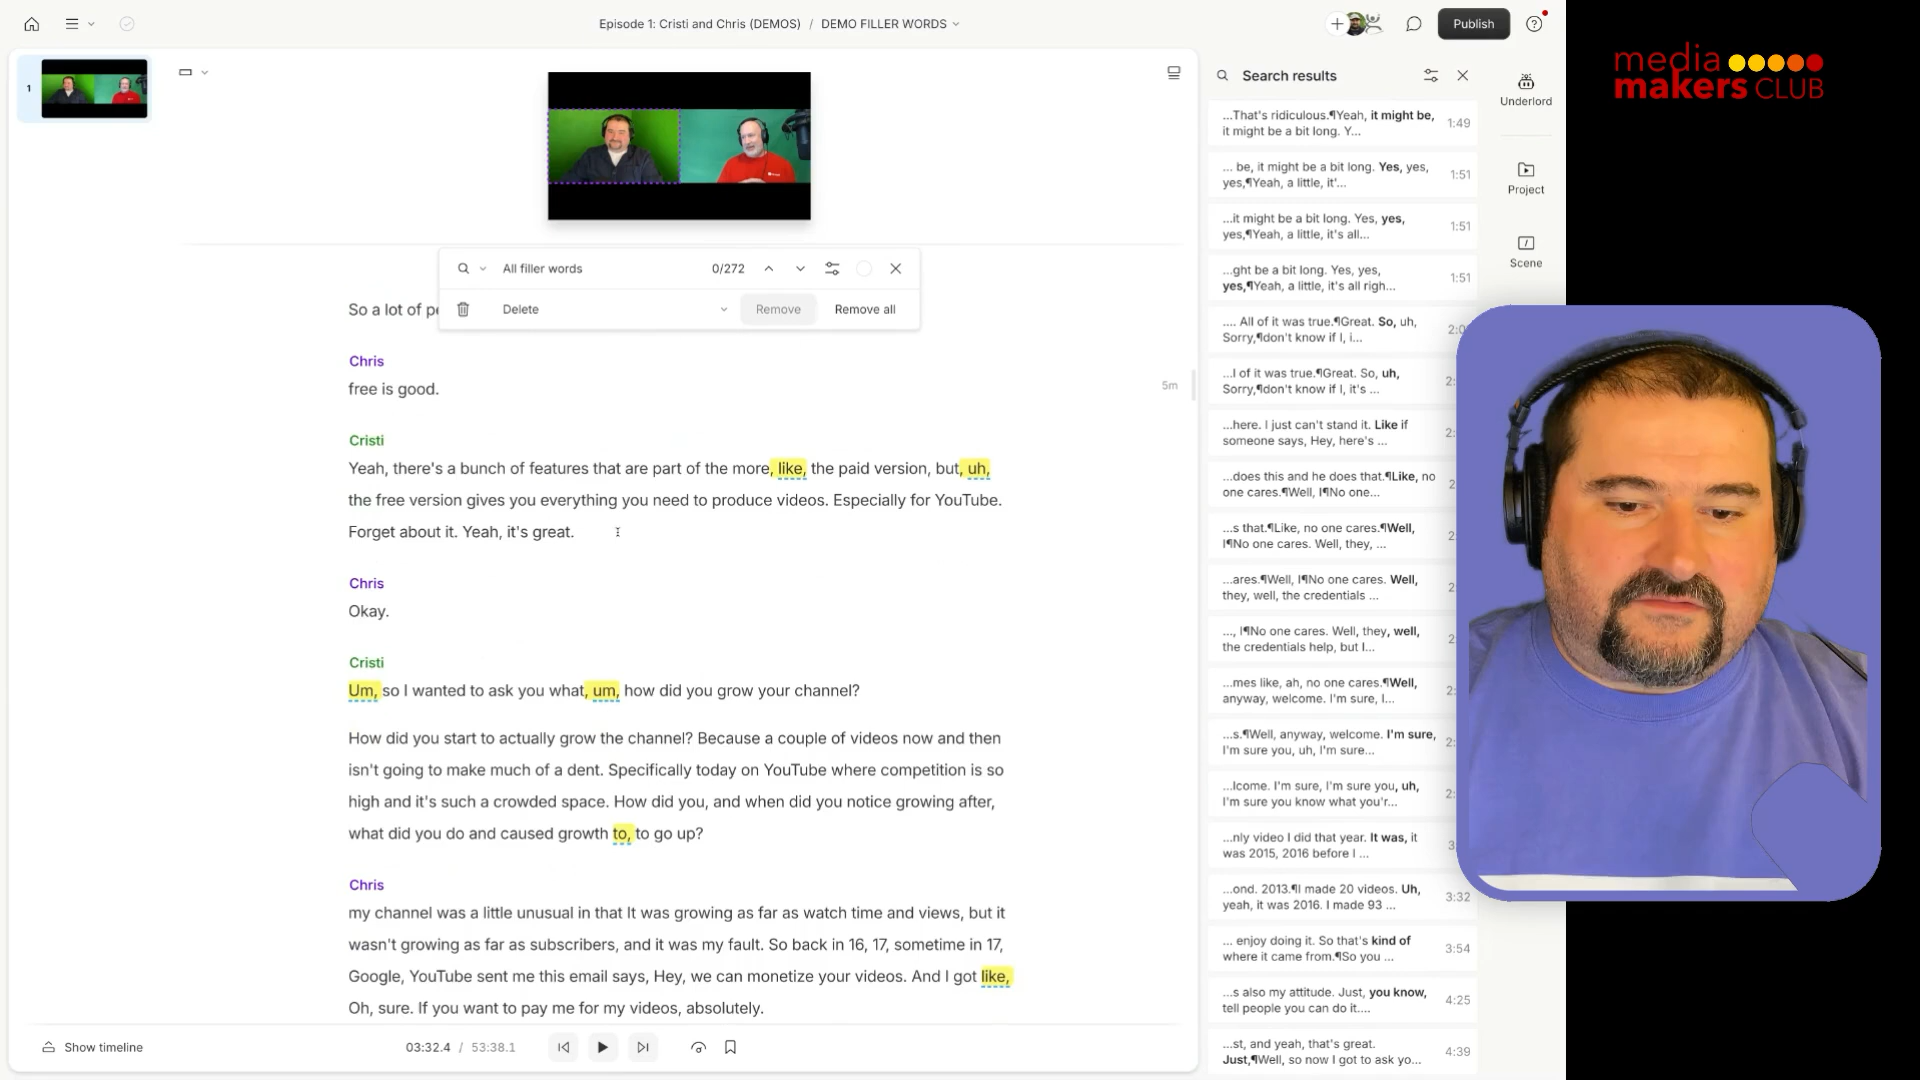 Episode 1: Cristi and Chris (DEMOS) / DEMO FILLER WORDS
Publish
media
makers CLUB
1
All filler words
0/272
Delete
Remove
Remove all
So a lot of pe
Chris
free is good.
5m
Cristi
Yeah, there's a bunch of features that are part of the more, like, the paid version, but, uh,
the free version gives you everything you need to produce videos. Especially for YouTube.
Forget about it. Yeah, it's great.
Chris
Okay.
Cristi
Um, so I wanted to ask you what, um, how did you grow your channel?
How did you start to actually grow the channel? Because a couple of videos now and then
isn't going to make much of a dent. Specifically today on YouTube where competition is so
high and it's such a crowded space. How did you, and when did you notice growing after,
what did you do and caused growth to, to go up?
Chris
my channel was a little unusual in that It was growing as far as watch time and views, but it
wasn't growing as far as subscribers, and it was my fault. So back in 16, 17, sometime in 17,
Google, YouTube sent me this email says, Hey, we can monetize your videos. And I got like,
Oh, sure. If you want to pay me for my videos, absolutely.
Show timeline
03:32.4 / 53:38.1
Search results
...That's ridiculous.¶Yeah, it might be,
it might be a bit long. Y...
1:49
... be, it might be a bit long. Yes, yes,
yes,¶Yeah, a little, it'...
1:51
...it might be a bit long. Yes, yes,
yes,¶Yeah, a little, it's all...
1:51
...ght be a bit long. Yes, yes,
yes,¶Yeah, a little, it's all righ...
1:51
.... All of it was true.¶Great. So, uh,
Sorry,¶don't know if I, i...
2:0
...l of it was true.¶Great. So, uh,
Sorry,¶don't know if I, it's ...
2:
...here. I just can't stand it. Like if
someone says, Hey, here's ...
2:
...does this and he does that.¶Like, no
one cares.¶Well, I¶No one...
2
...s that.¶Like, no one cares.¶Well,
I¶No one cares. Well, they, ...
2:
...ares.¶Well, I¶No one cares. Well,
they, well, the credentials ...
2:
..., I¶No one cares. Well, they, well,
the credentials help, but I...
2:
...mes like, ah, no one cares.¶Well,
anyway, welcome. I'm sure, I...
2:
...s.¶Well, anyway, welcome. I'm sure,
I'm sure you, uh, I'm sure...
2:
...lcome. I'm sure, I'm sure you, uh,
I'm sure you know what you'r...
2:
...nly video I did that year. It was, it
was 2015, 2016 before I ...
3:
...ond. 2013.¶I made 20 videos. Uh,
yeah, it was 2016. I made 93 ...
3:32
... enjoy doing it. So that's kind of
where it came from.¶So you ...
3:54
...s also my attitude. Just, you know,
tell people you can do it....
4:25
...st, and yeah, that's great.
Just,¶Well, so now I got to ask yo...
4:39
Underlord
Project
Scene